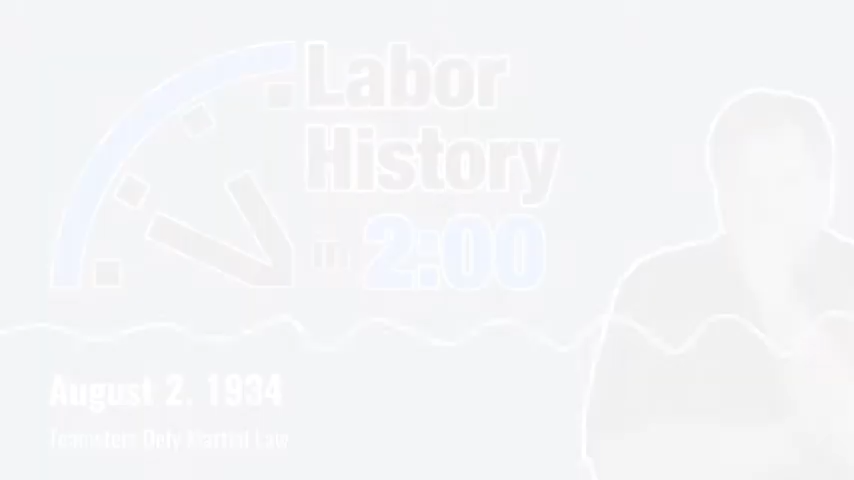 Labor
History
in 2:00
August 2, 1934
Teamsters Defy Martial Law